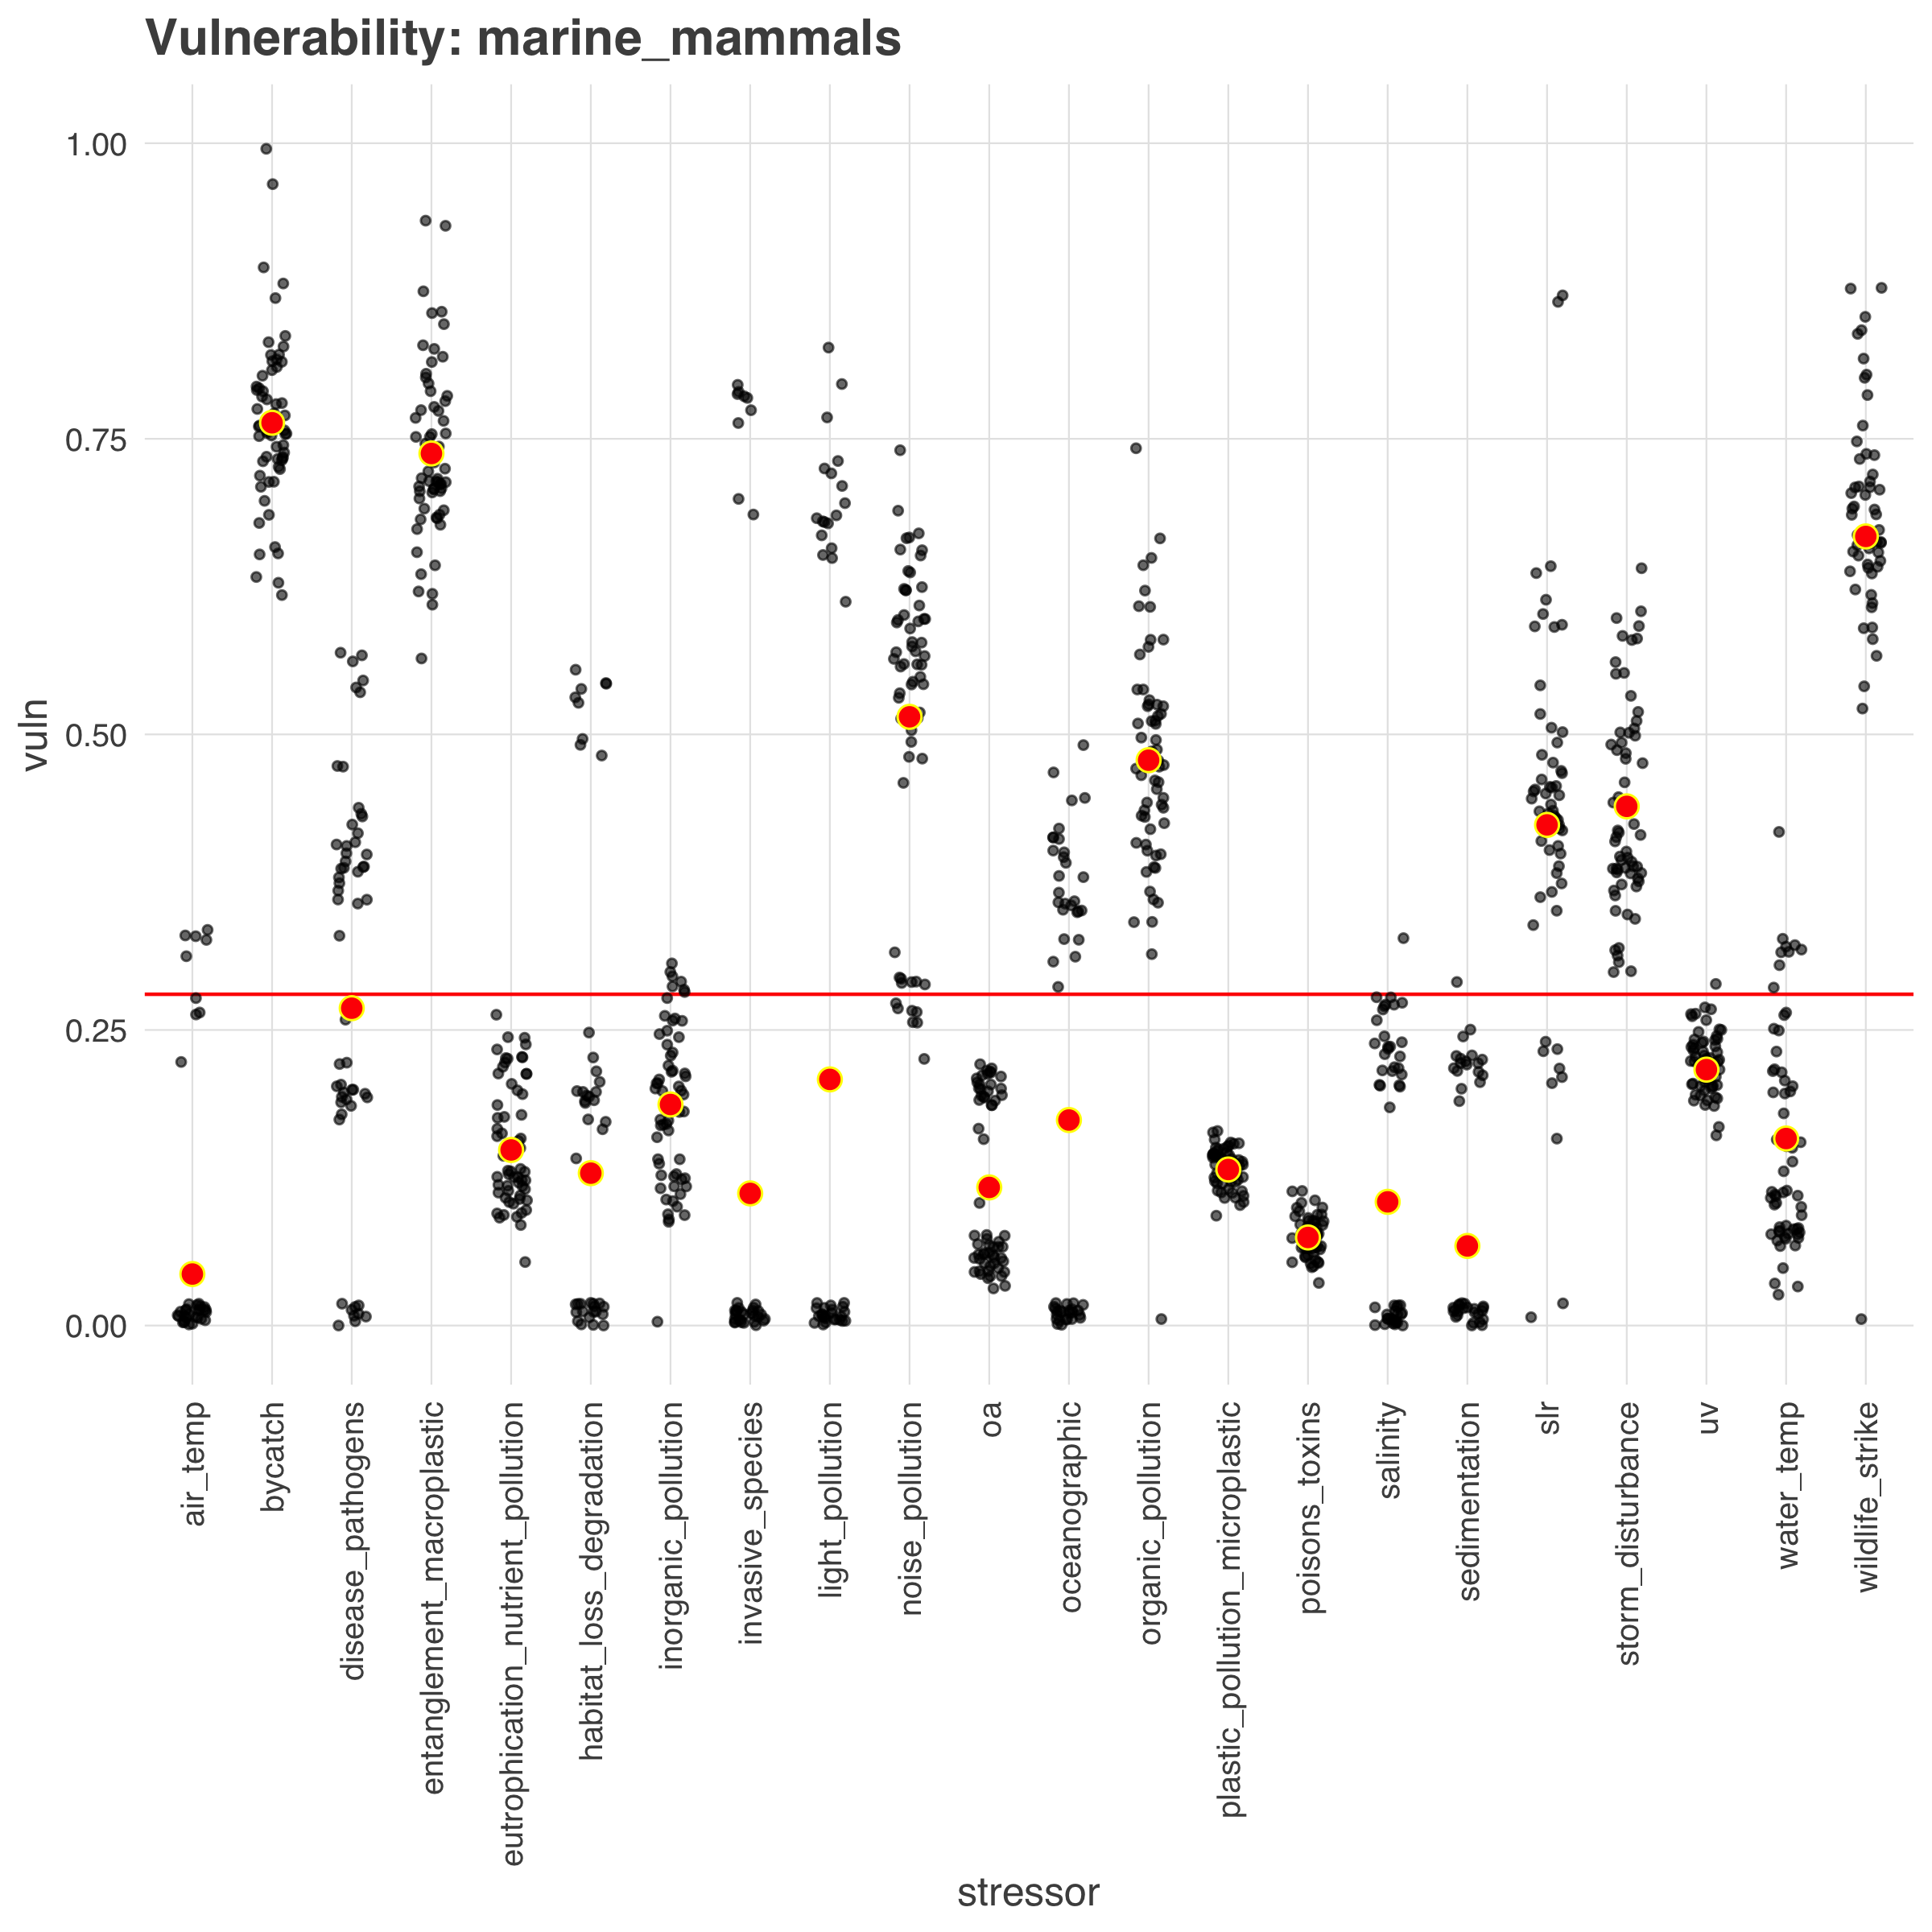 Vulnerability: marine_mammals
vuln
1.00
0.75
0.50
0.25
0.00
air_temp
bycatch
disease_pathogens
entanglement_macroplastic
eutrophication_nutrient_pollution
habitat_loss_degradation
inorganic_pollution
invasive_species
light_pollution
noise_pollution
oa
oceanographic
organic_pollution
plastic_pollution_microplastic
poisons_toxins
salinity
sedimentation
slr
storm_disturbance
uv
water_temp
wildlife_strike
stressor